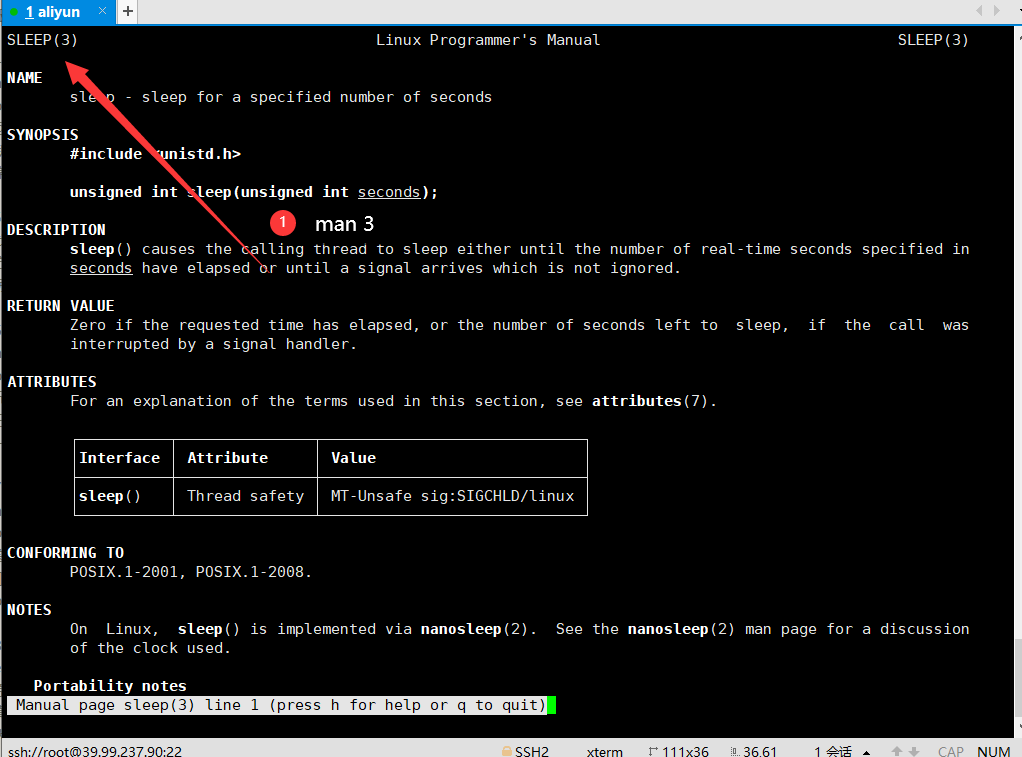 1 aliyun × +
SLEEP(3) Linux Programmer's Manual SLEEP(3)
NAME
sleep - sleep for a specified number of seconds
SYNOPSIS
#include <unistd.h>
unsigned int sleep(unsigned int seconds);
1 man 3
DESCRIPTION
sleep() causes the calling thread to sleep either until the number of real-time seconds specified in
seconds have elapsed or until a signal arrives which is not ignored.
RETURN VALUE
Zero if the requested time has elapsed, or the number of seconds left to sleep, if the call was
interrupted by a signal handler.
ATTRIBUTES
For an explanation of the terms used in this section, see attributes(7).
Interface Attribute Value
sleep() Thread safety MT-Unsafe sig:SIGCHLD/linux
CONFORMING TO
POSIX.1-2001, POSIX.1-2008.
NOTES
On Linux, sleep() is implemented via nanosleep(2). See the nanosleep(2) man page for a discussion
of the clock used.
Portability notes
Manual page sleep(3) line 1 (press h for help or q to quit)
ssh://root@39.99.237.90:22 SSH2 xterm 111x36 36,61 1 会话 CAP NUM